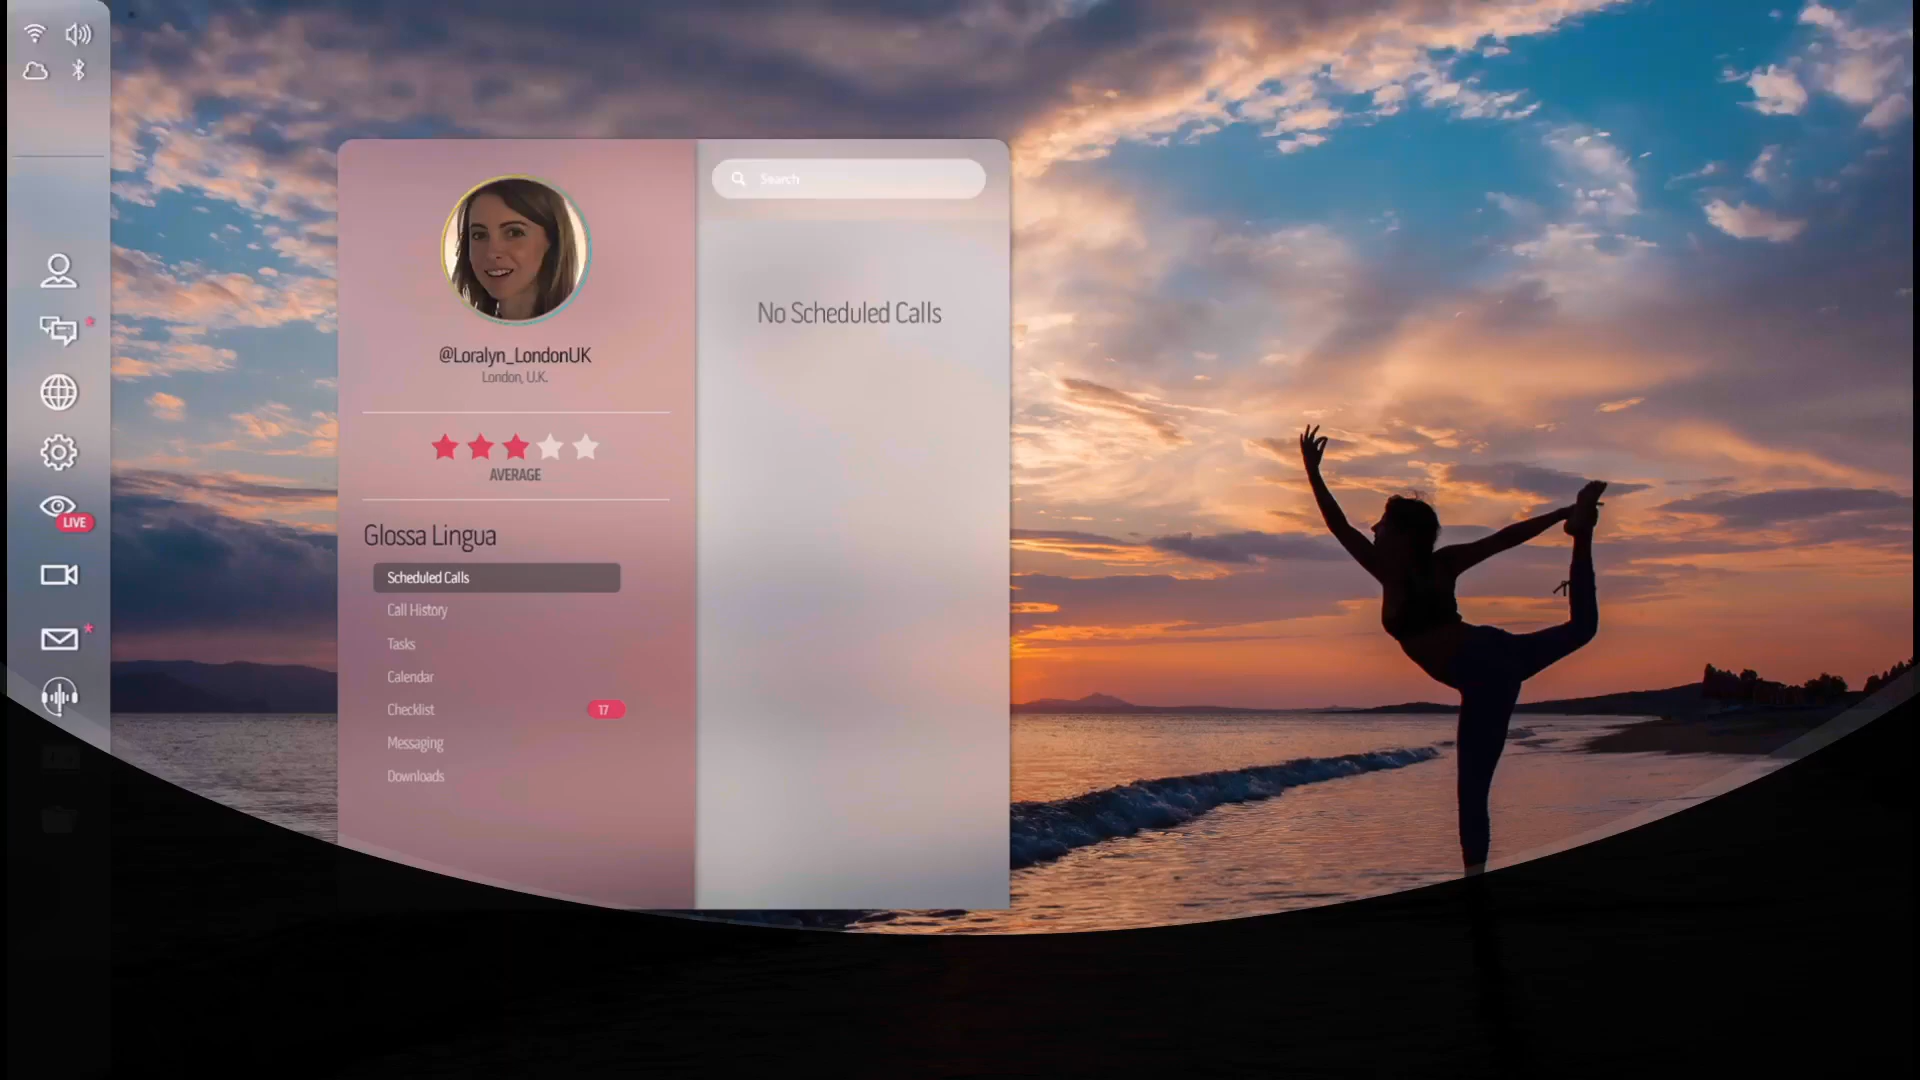 LIVE
@Loralyn_LondonUK
London, U.K.
AVERAGE
Glossa Lingua
Scheduled Calls
Call History
Tasks
Calendar
Checklist 17
Messaging
Downloads
Search
No Scheduled Calls